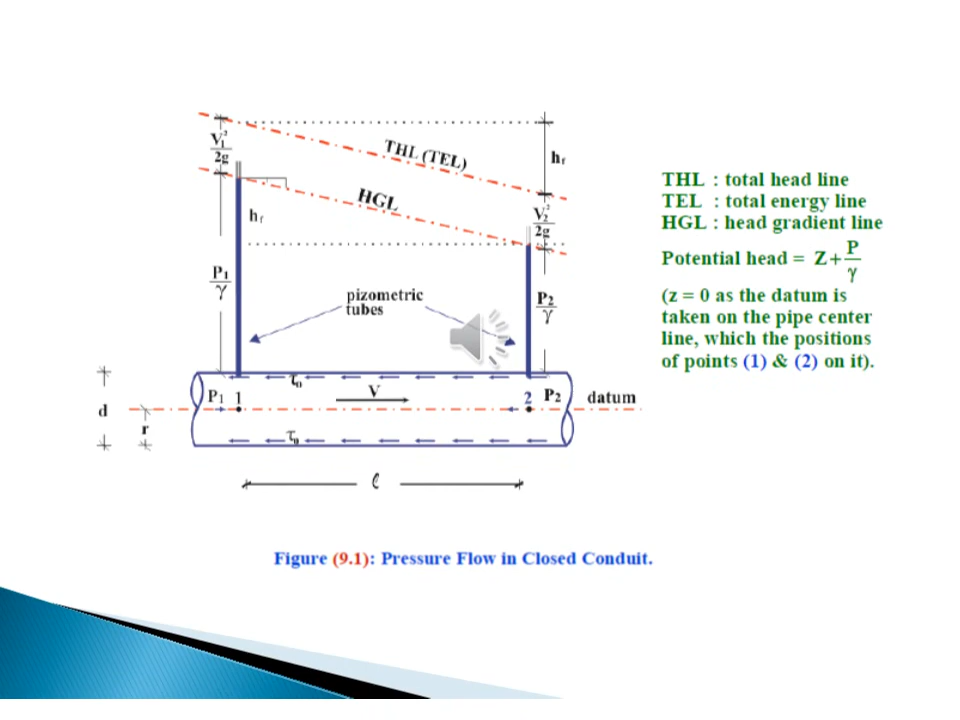 V₁²
2g
THL (TEL)
hf
HGL
V₂²
2g
hf
P₁
γ
pizometric
tubes
P₂
γ
τ₀
d
P₁ 1
V
2 P₂
datum
r
τ₀
ℓ
THL : total head line
TEL : total energy line
HGL : head gradient line
Potential head = Z+P/γ
(z = 0 as the datum is
taken on the pipe center
line, which the positions
of points (1) & (2) on it).
Figure (9.1): Pressure Flow in Closed Conduit.